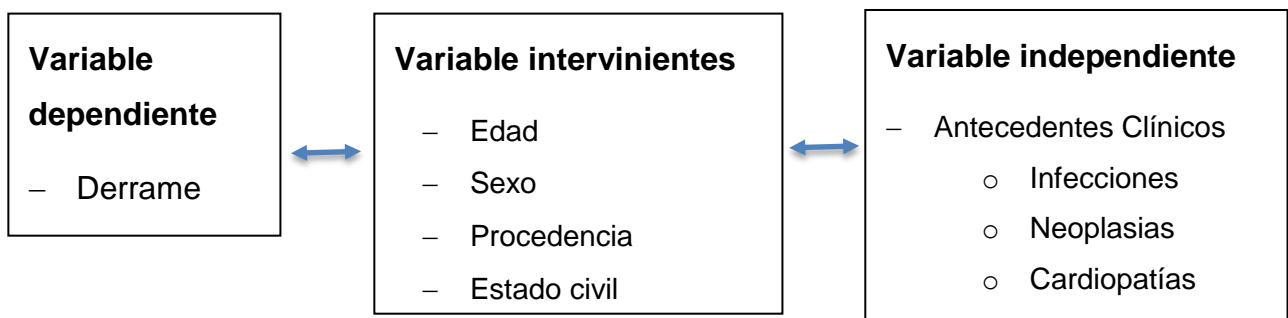 Variable
dependiente
– Derrame
Variable intervinientes
– Edad
– Sexo
– Procedencia
– Estado civil
Variable independiente
– Antecedentes Clínicos
o Infecciones
o Neoplasias
o Cardiopatías